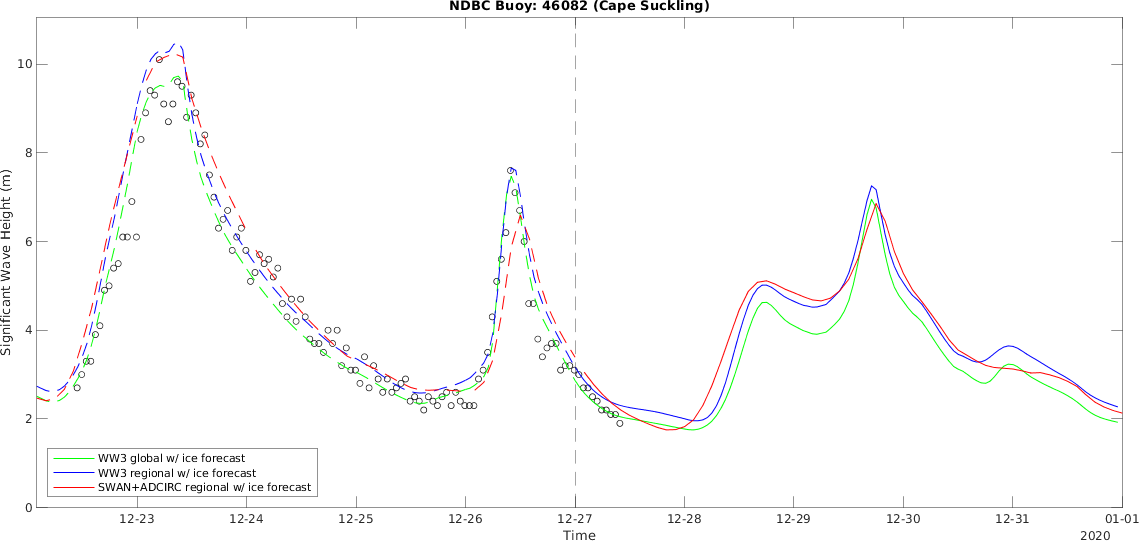 NDBC Buoy: 46082 (Cape Suckling)
Significant Wave Height (m)
10
8
6
4
2
0
WW3 global w/ ice forecast
WW3 regional w/ ice forecast
SWAN+ADCIRC regional w/ ice forecast
12-23 12-24 12-25 12-26 12-27 12-28 12-29 12-30 12-31 01-01
Time
2020